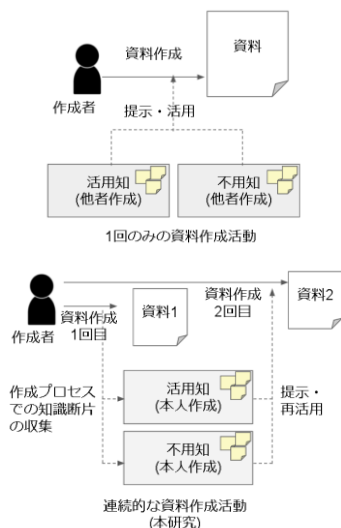 資料作成
資料
作成者
提示・活用
活用知
(他者作成)
不用知
(他者作成)
1回のみの資料作成活動
資料作成
1回目
資料1
資料作成
2回目
資料2
作成者
作成プロセス
での知識断片
の収集
活用知
(本人作成)
不用知
(本人作成)
提示・
再活用
連続的な資料作成活動
(本研究)